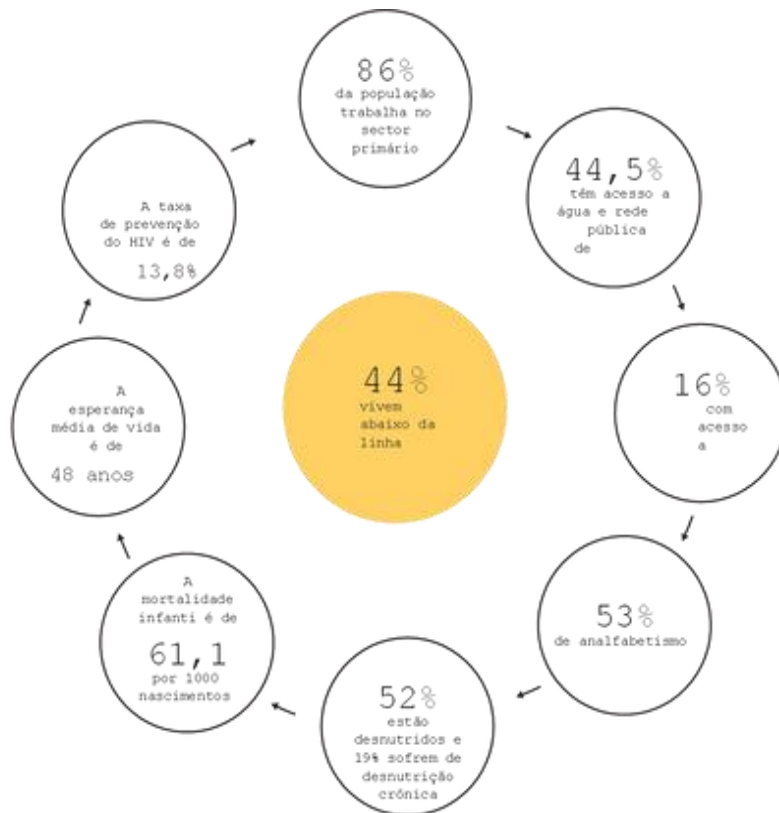 86%
da população
trabalha no
sector
primário
44,5%
têm acesso a
água e rede
pública
de
16%
com
acesso
a
53%
de analfabetismo
52%
estão
desnutridos e
19% sofrem de
desnutrição
crônica
A
mortalidade
infanti é de
61,1
por 1000
nascimentos
A
esperança
média de vida
é de
48 anos
A taxa
de prevenção
do HIV é de
13,8%
44%
vivem
abaixo da
linha